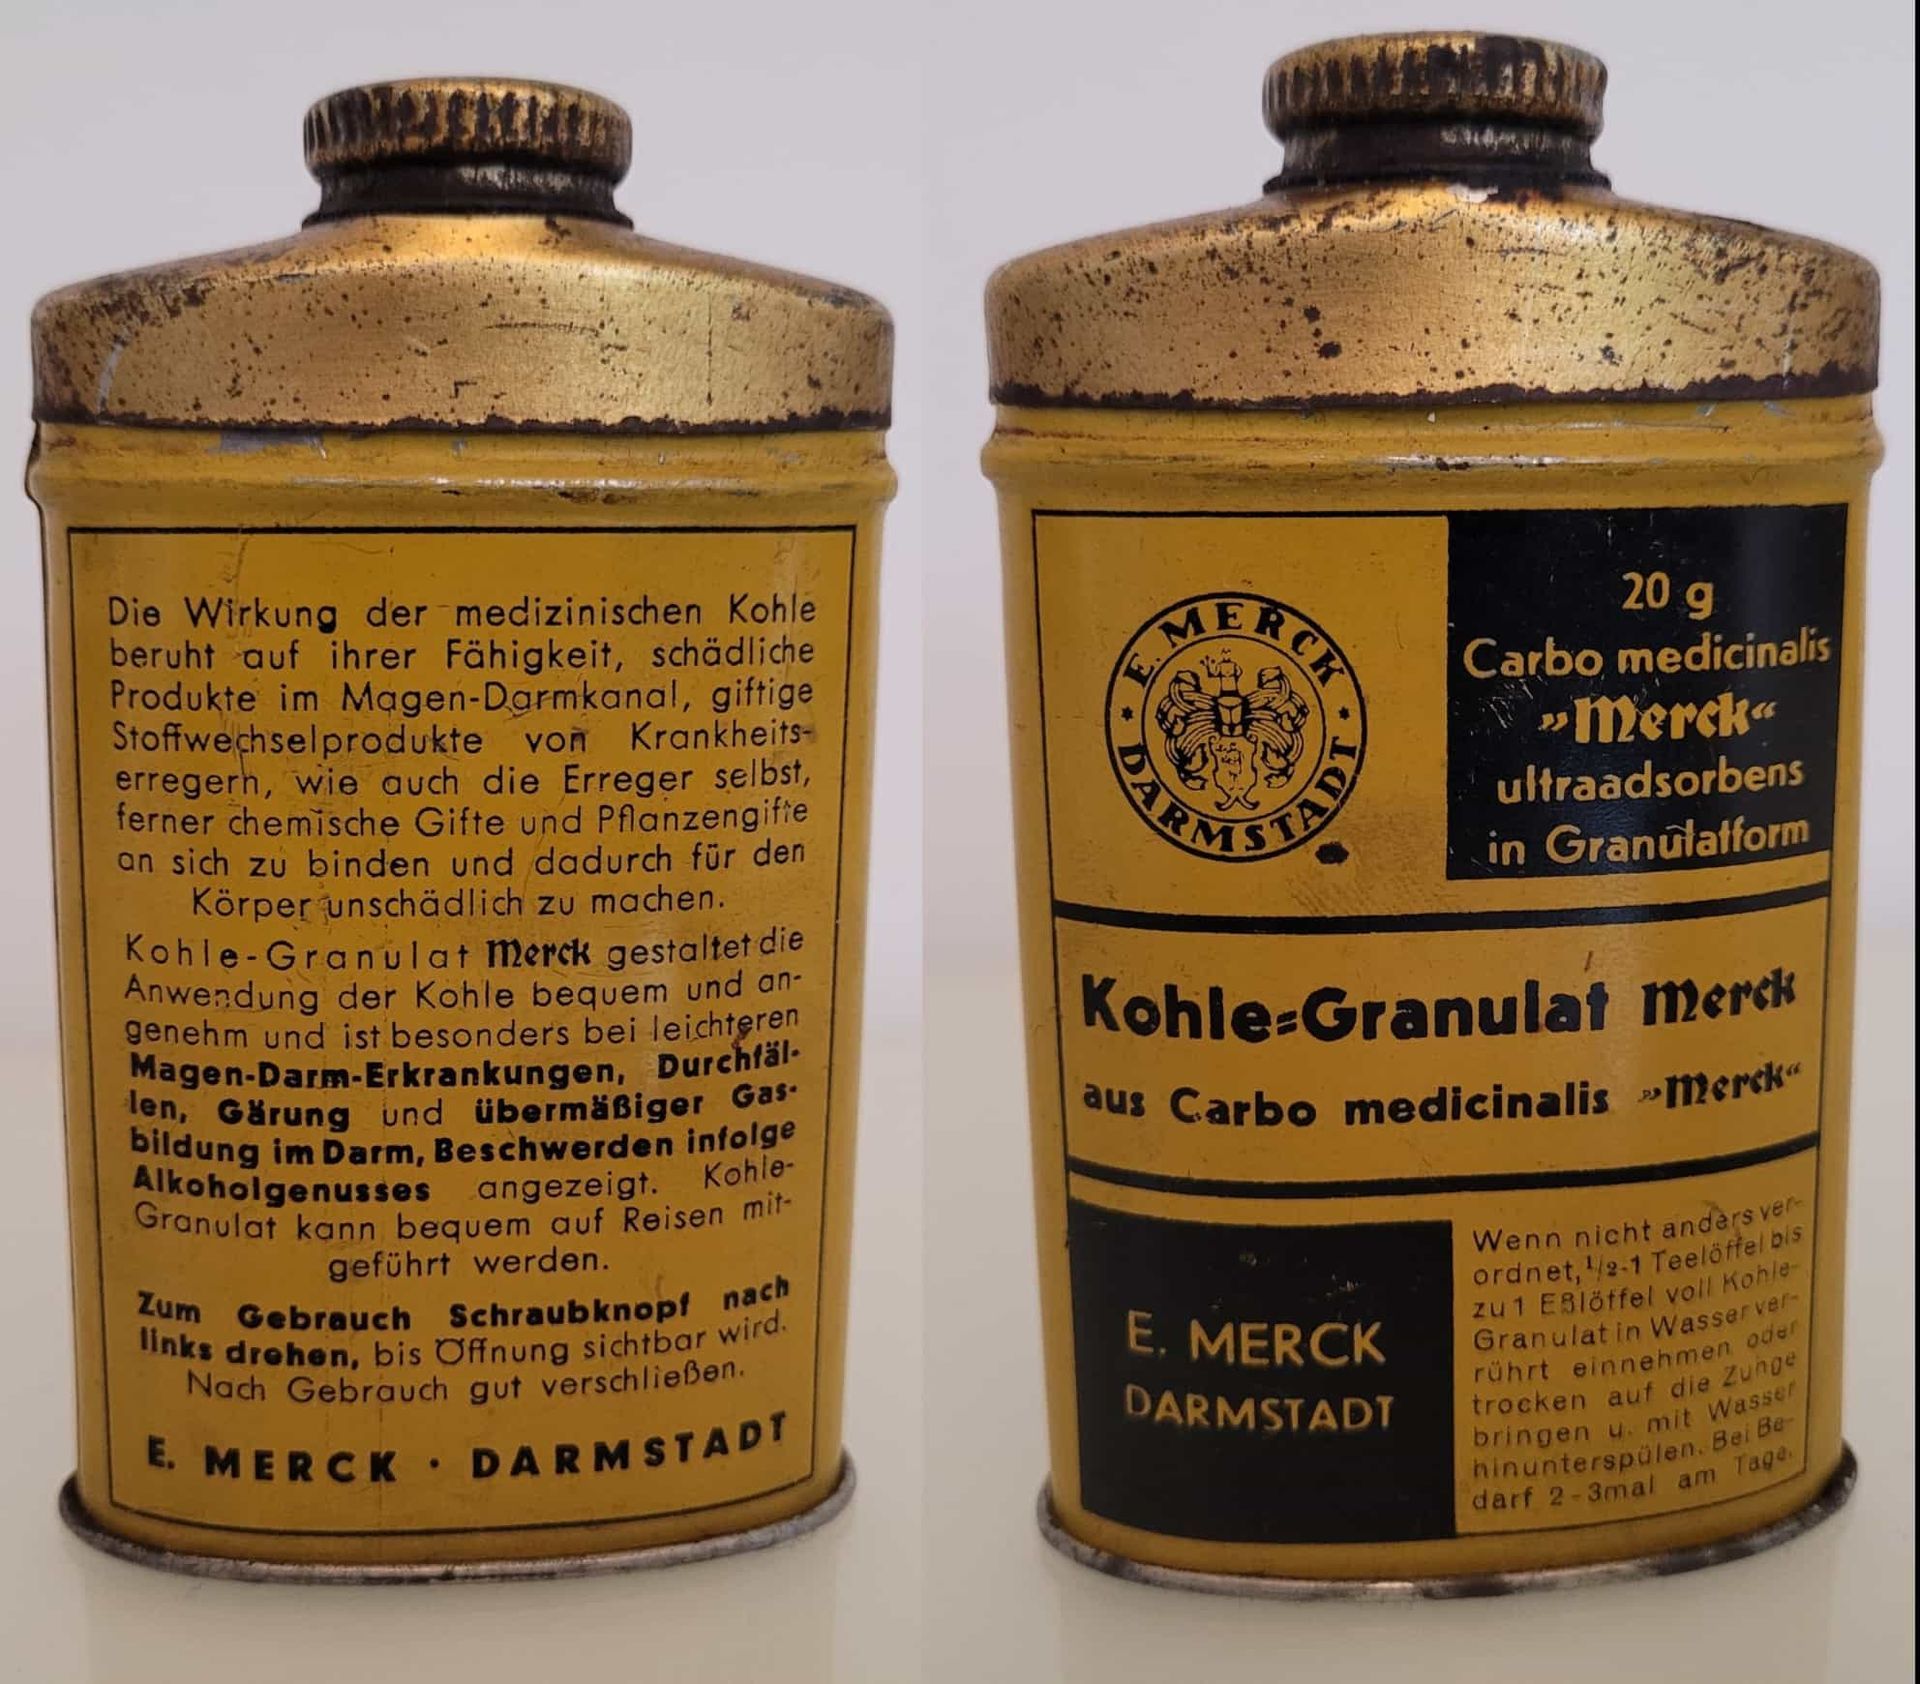 Die Wirkung der medizinischen Kohle
beruht auf ihrer Fähigkeit, schädliche
Produkte im Magen-Darmkanal, giftige
Stoffwechselprodukte von Krankheits-
erregern, wie auch die Erreger selbst,
ferner chemische Gifte und Pflanzengifte
an sich zu binden und dadurch für den
Körper unschädlich zu machen.
Kohle-Granulat Merck gestaltet die
Anwendung der Kohle bequem und an-
genehm und ist besonders bei leichteren
Magen-Darm-Erkrankungen, Durchfäl-
len, Gärung und übermäßiger Gas-
bildung im Darm, Beschwerden infolge
Alkoholgenusses angezeigt. Kohle-
Granulat kann bequem auf Reisen mit-
geführt werden.
Zum Gebrauch Schraubknopf nach
links drehen, bis Öffnung sichtbar wird.
Nach Gebrauch gut verschließen.
E. MERCK · DARMSTADT
E. MERCK
DARMSTADT
20 g
Carbo medicinalis
„Merck“
ultraadsorbens
in Granulatform
Kohle-Granulat Merck
aus Carbo medicinalis „Merck“
E. MERCK
DARMSTADT
Wenn nicht anders ver-
ordnet, 1/2-1 Teelöffel bis
zu 1 Eßlöffel voll Kohle-
Granulat in Wasser ver-
rührt einnehmen oder
trocken auf die Zunge
bringen u. mit Wasser
hinunterspülen. Bei Be-
darf 2-3mal am Tage.